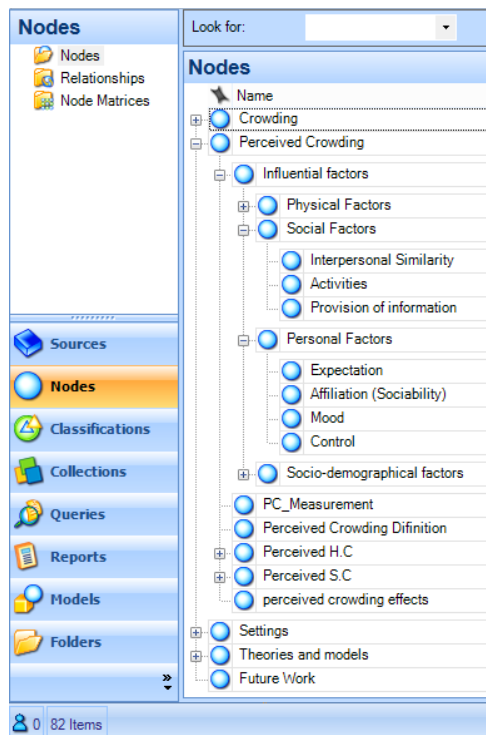 Nodes
Nodes
Relationships
Node Matrices
Sources
Nodes
Classifications
Collections
Queries
Reports
Models
Folders
»
0 82 Items
Look for:
Nodes
Name
Crowding
Perceived Crowding
Influential factors
Physical Factors
Social Factors
Interpersonal Similarity
Activities
Provision of information
Personal Factors
Expectation
Affiliation (Sociability)
Mood
Control
Socio-demographical factors
PC_Measurement
Perceived Crowding Difinition
Perceived H.C
Perceived S.C
perceived crowding effects
Settings
Theories and models
Future Work